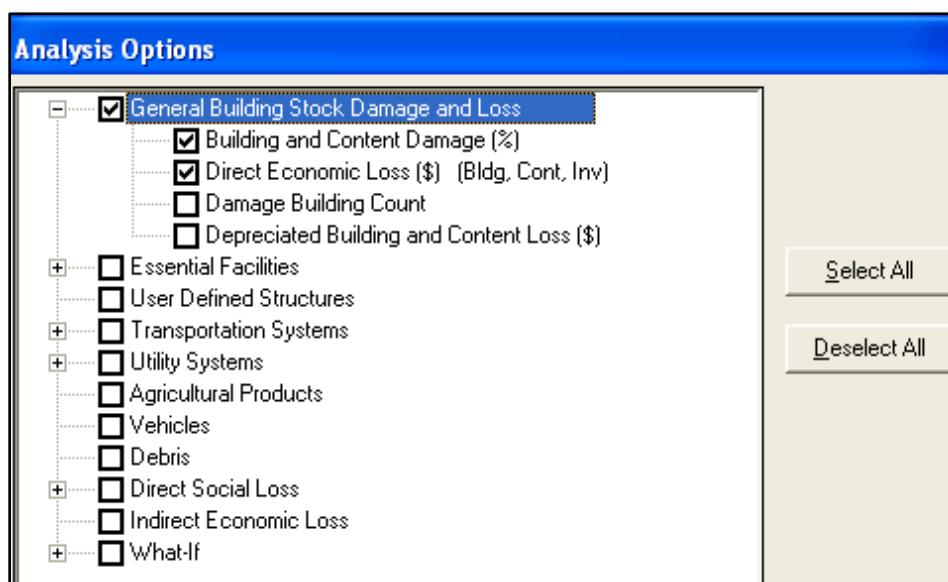 Analysis Options
General Building Stock Damage and Loss
Building and Content Damage (%)
Direct Economic Loss ($) (Bldg, Cont, Inv)
Damage Building Count
Depreciated Building and Content Loss ($)
Essential Facilities
User Defined Structures
Transportation Systems
Utility Systems
Agricultural Products
Vehicles
Debris
Direct Social Loss
Indirect Economic Loss
What-If
Select All
Deselect All